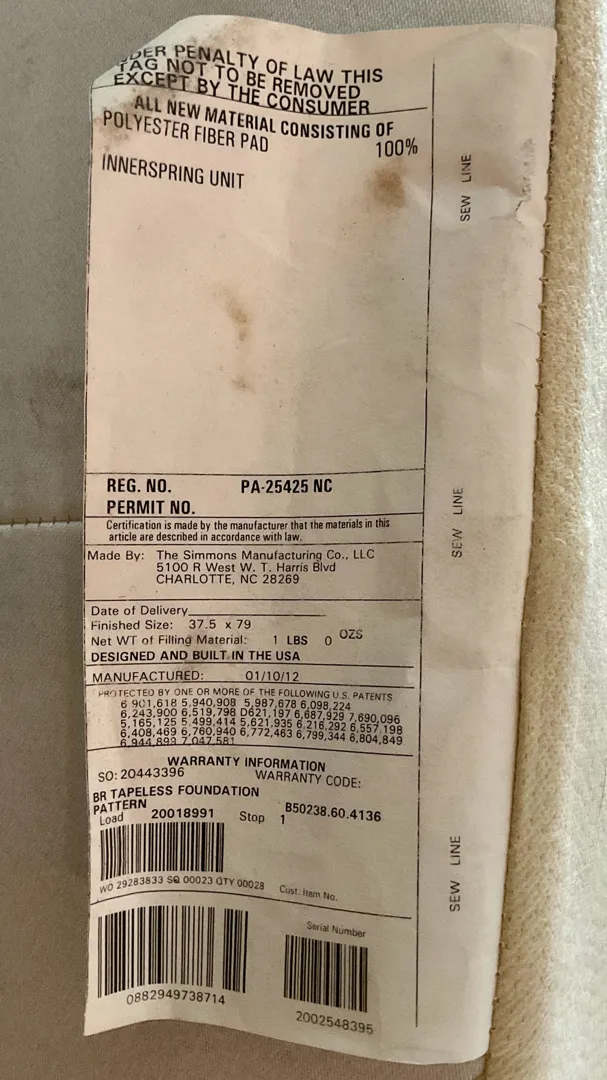 DER PENALTY OF LAW THIS
TAG NOT TO BE REMOVED
EXCEPT BY THE CONSUMER
ALL NEW MATERIAL CONSISTING OF
POLYESTER FIBER PAD 100%
INNERSPRING UNIT
REG. NO. PA-25425 NC
PERMIT NO.
Certification is made by the manufacturer that the materials in this
article are described in accordance with law.
Made By: The Simmons Manufacturing Co., LLC
5100 R West W. T. Harris Blvd
CHARLOTTE, NC 28269
Date of Delivery
Finished Size: 37.5 x 79
Net WT of Filling Material: 1 LBS 0 OZS
DESIGNED AND BUILT IN THE USA
MANUFACTURED: 01/10/12
PROTECTED BY ONE OR MORE OF THE FOLLOWING U.S. PATENTS
6 901,618 5,940,908 5,987,678 6,098,224
6,243,900 6,519,798 D621,197 6,687,929 7,690,096
5,165,125 5,499,414 5,621,935 6,216,292 6,557,198
6,408,469 6,760,940 6,772,463 6,799,344 6,804,849
6,944,893 7,047,581
WARRANTY INFORMATION
SO: 20443396 WARRANTY CODE:
BR TAPELESS FOUNDATION
PATTERN B50238.60.4136
Load 20018991 Stop 1
WO 29283833 SQ 00023 QTY 00028 Cust. Item No.
Serial Number
0882949738714
2002548395
SEW LINE
SEW LINE
SEW LINE